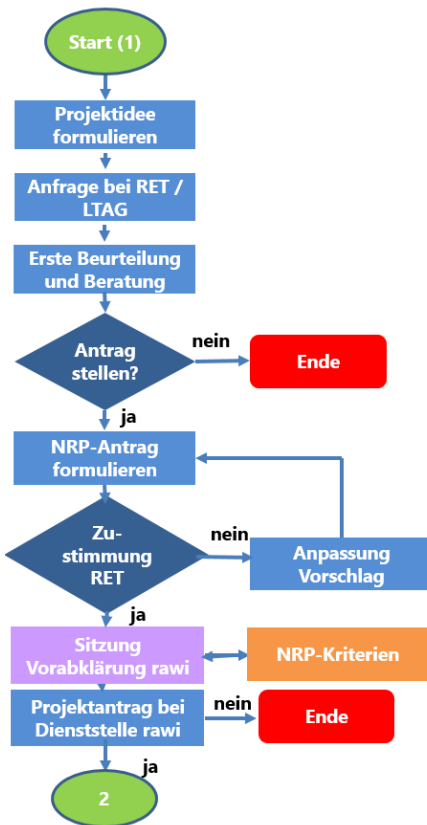 Start (1)
Projektidee
formulieren
Anfrage bei RET /
LTAG
Erste Beurteilung
und Beratung
Antrag
stellen?
nein
Ende
ja
NRP-Antrag
formulieren
Zu-
stimmung
RET
nein
Anpassung
Vorschlag
ja
Sitzung
Vorabklärung rawi
NRP-Kriterien
Projektantrag bei
Dienststelle rawi
nein
Ende
ja
2